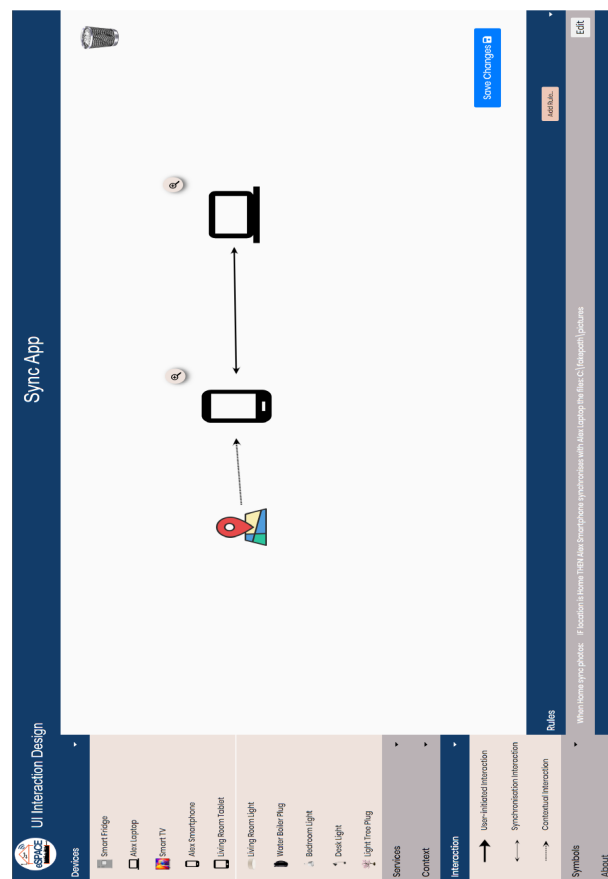 eSPACE
UI Interaction Design
Sync App
Devices
Smart Fridge
Alex Laptop
Smart TV
Alex Smartphone
Living Room Tablet
Living Room Light
Water Boiler Plug
Bedroom Light
Desk Light
Light Tree Plug
Services
Context
Interaction
User-initiated Interaction
Synchronisation Interaction
Contextual Interaction
Symbols
About
Save Changes
Rules
Add Rule..
When Home sync photos: IF location is Home THEN Alex Smartphone synchronises with Alex Laptop the files: C:\fakepath\pictures
Edit